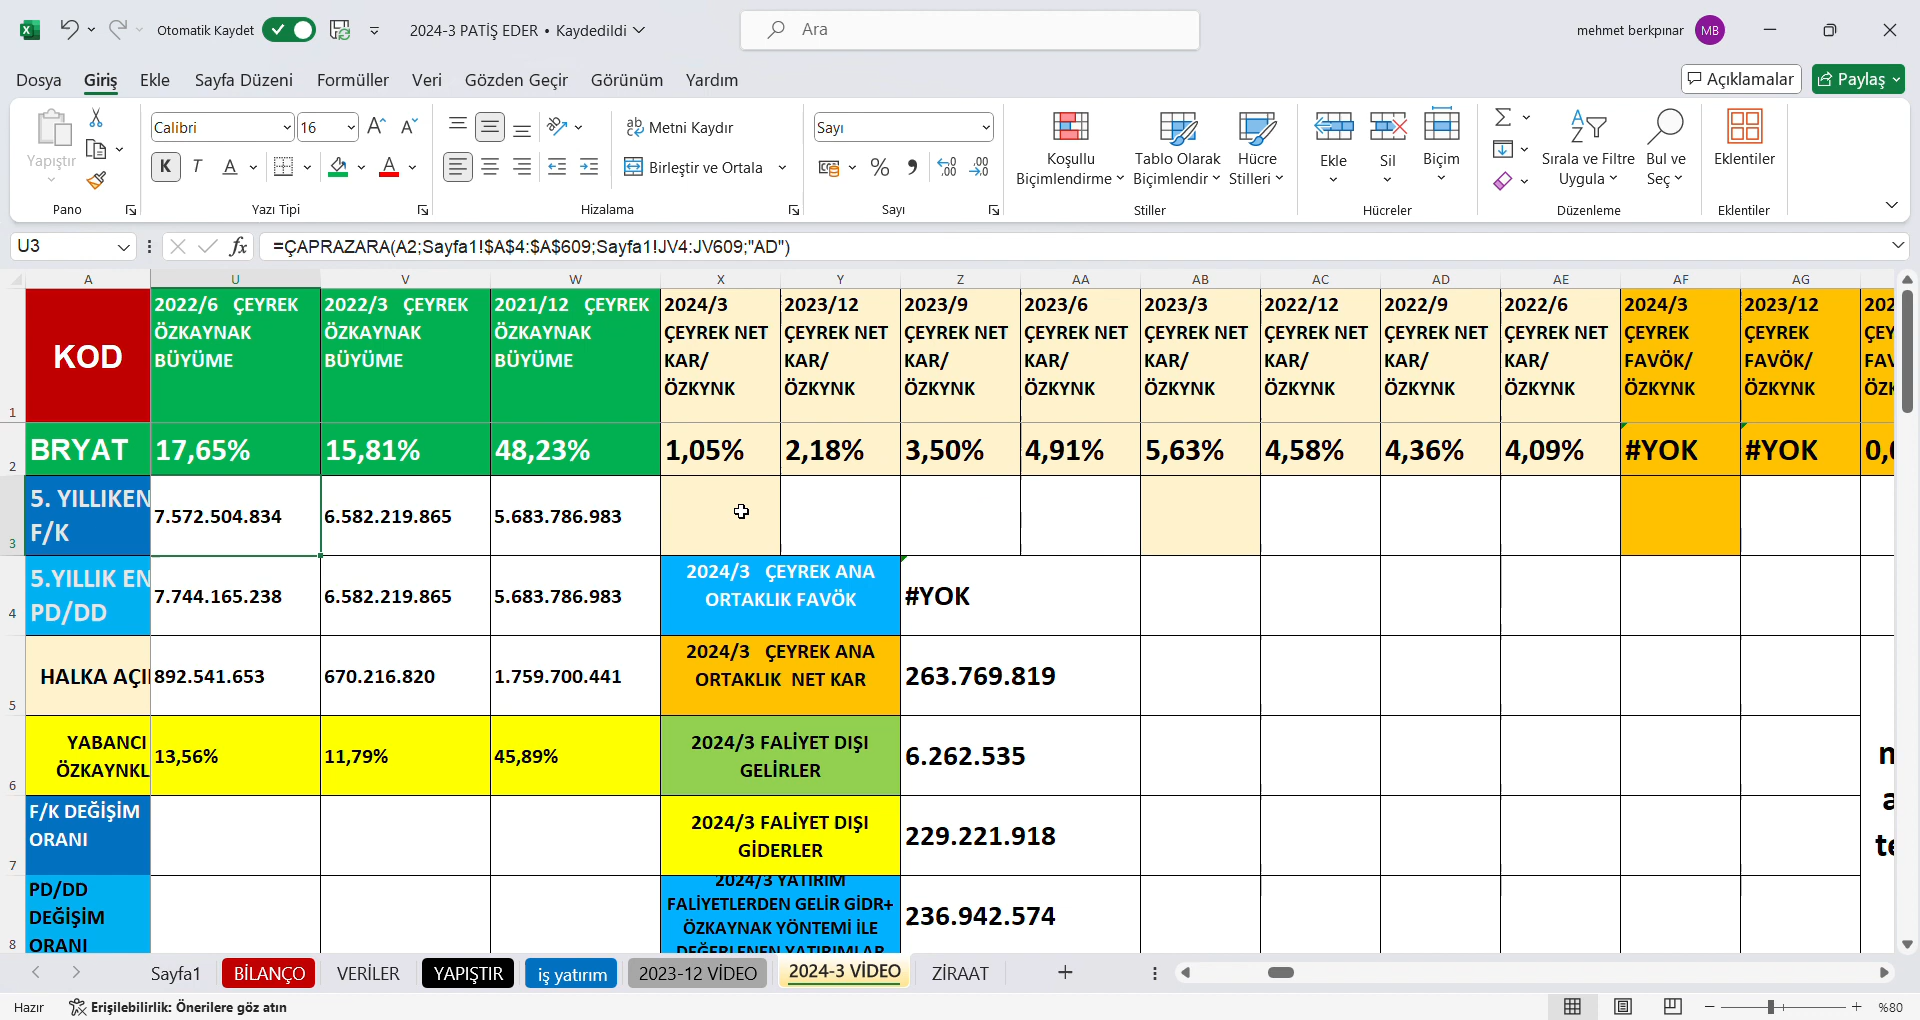 Otomatik Kaydet
2024-3 PATİŞ EDER • Kaydedildi
Ara
mehmet berkpınar
MB
Dosya
Giriş
Ekle
Sayfa Düzeni
Formüller
Veri
Gözden Geçir
Görünüm
Yardım
Açıklamalar
Paylaş
Yapıştır
Calibri
16
K T A
Metni Kaydır
Birleştir ve Ortala
Sayı
Koşullu Biçimlendirme
Tablo Olarak Biçimlendir
Hücre Stilleri
Ekle
Sil
Biçim
Sırala ve Filtre Uygula
Bul ve Seç
Eklentiler
Pano
Yazı Tipi
Hizalama
Sayı
Stiller
Hücreler
Düzenleme
Eklentiler
U3
fx
=ÇAPRAZARA(A2;Sayfa1!$A$4:$A$609;Sayfa1!JV4:JV609;"AD")
A U V W X Y Z AA AB AC AD AE AF AG
1
KOD
2022/6 ÇEYREK ÖZKAYNAK BÜYÜME
2022/3 ÇEYREK ÖZKAYNAK BÜYÜME
2021/12 ÇEYREK ÖZKAYNAK BÜYÜME
2024/3 ÇEYREK NET KAR/ ÖZKYNK
2023/12 ÇEYREK NET KAR/ ÖZKYNK
2023/9 ÇEYREK NET KAR/ ÖZKYNK
2023/6 ÇEYREK NET KAR/ ÖZKYNK
2023/3 ÇEYREK NET KAR/ ÖZKYNK
2022/12 ÇEYREK NET KAR/ ÖZKYNK
2022/9 ÇEYREK NET KAR/ ÖZKYNK
2022/6 ÇEYREK NET KAR/ ÖZKYNK
2024/3 ÇEYREK FAVÖK/ ÖZKYNK
2023/12 ÇEYREK FAVÖK/ ÖZKYNK
2 BRYAT 17,65% 15,81% 48,23% 1,05% 2,18% 3,50% 4,91% 5,63% 4,58% 4,36% 4,09% #YOK #YOK
3 5. YILLIKEN F/K 7.572.504.834 6.582.219.865 5.683.786.983
4 5.YILLIK EN PD/DD 7.744.165.238 6.582.219.865 5.683.786.983
2024/3 ÇEYREK ANA ORTAKLIK FAVÖK #YOK
5 HALKA AÇI 892.541.653 670.216.820 1.759.700.441
2024/3 ÇEYREK ANA ORTAKLIK NET KAR 263.769.819
6 YABANCI ÖZKAYNKL 13,56% 11,79% 45,89%
2024/3 FALİYET DIŞI GELİRLER 6.262.535
7 F/K DEĞİŞİM ORANI
2024/3 FALİYET DIŞI GİDERLER 229.221.918
8 PD/DD DEĞİŞİM ORANI
2024/3 YATIRIM FALİYETLERDEN GELİR GİDR+ ÖZKAYNAK YÖNTEMİ İLE DEĞERLENEN YATIRIMLAR 236.942.574
Sayfa1
BİLANÇO
VERİLER
YAPIŞTIR
iş yatırım
2023-12 VİDEO
2024-3 VİDEO
ZİRAAT
Hazır
Erişilebilirlik: Önerilere göz atın
%80